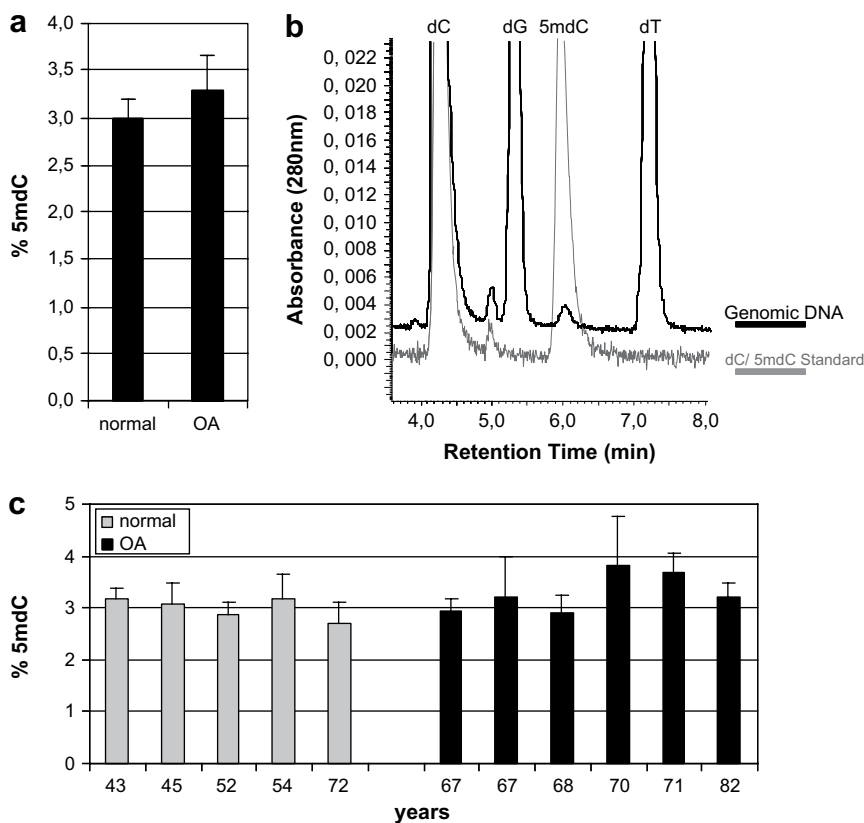 a
% 5mdC
4,0
3,5
3,0
2,5
2,0
1,5
1,0
0,5
0,0
normal OA
b
dC dG 5mdC dT
Absorbance (280nm)
0, 022
0, 020
0, 018
0, 016
0, 014
0, 012
0, 010
0, 008
0, 006
0, 004
0, 002
0, 000
4,0 5,0 6,0 7,0 8,0
Retention Time (min)
Genomic DNA
dC/ 5mdC Standard
c
% 5mdC
normal
OA
5
4
3
2
1
0
43 45 52 54 72 67 67 68 70 71 82
years